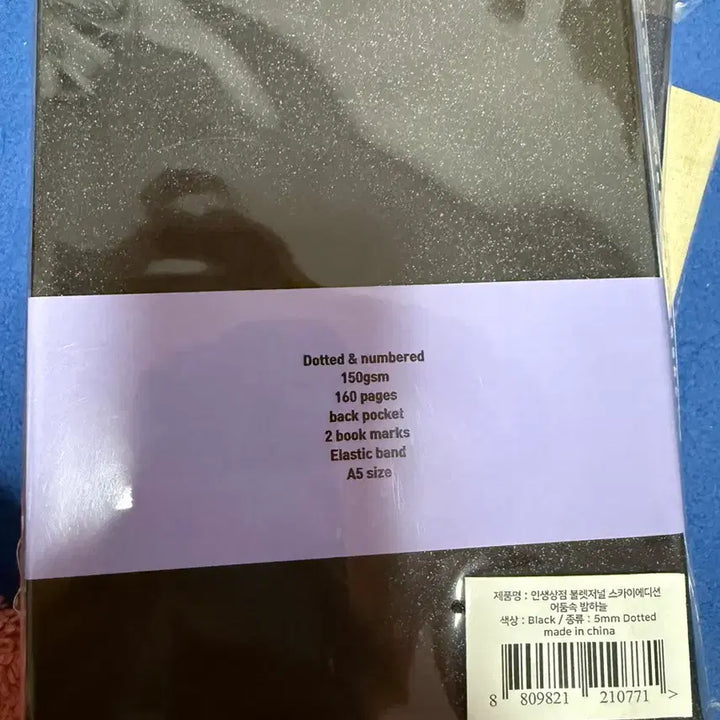 Dotted & numbered
150gsm
160 pages
back pocket
2 book marks
Elastic band
A5 size
제품명 : 인생상점 불렛저널 스카이에디션
어둠속 밤하늘
색상 : Black / 종류 : 5mm Dotted
made in china
8 809821 210771 >